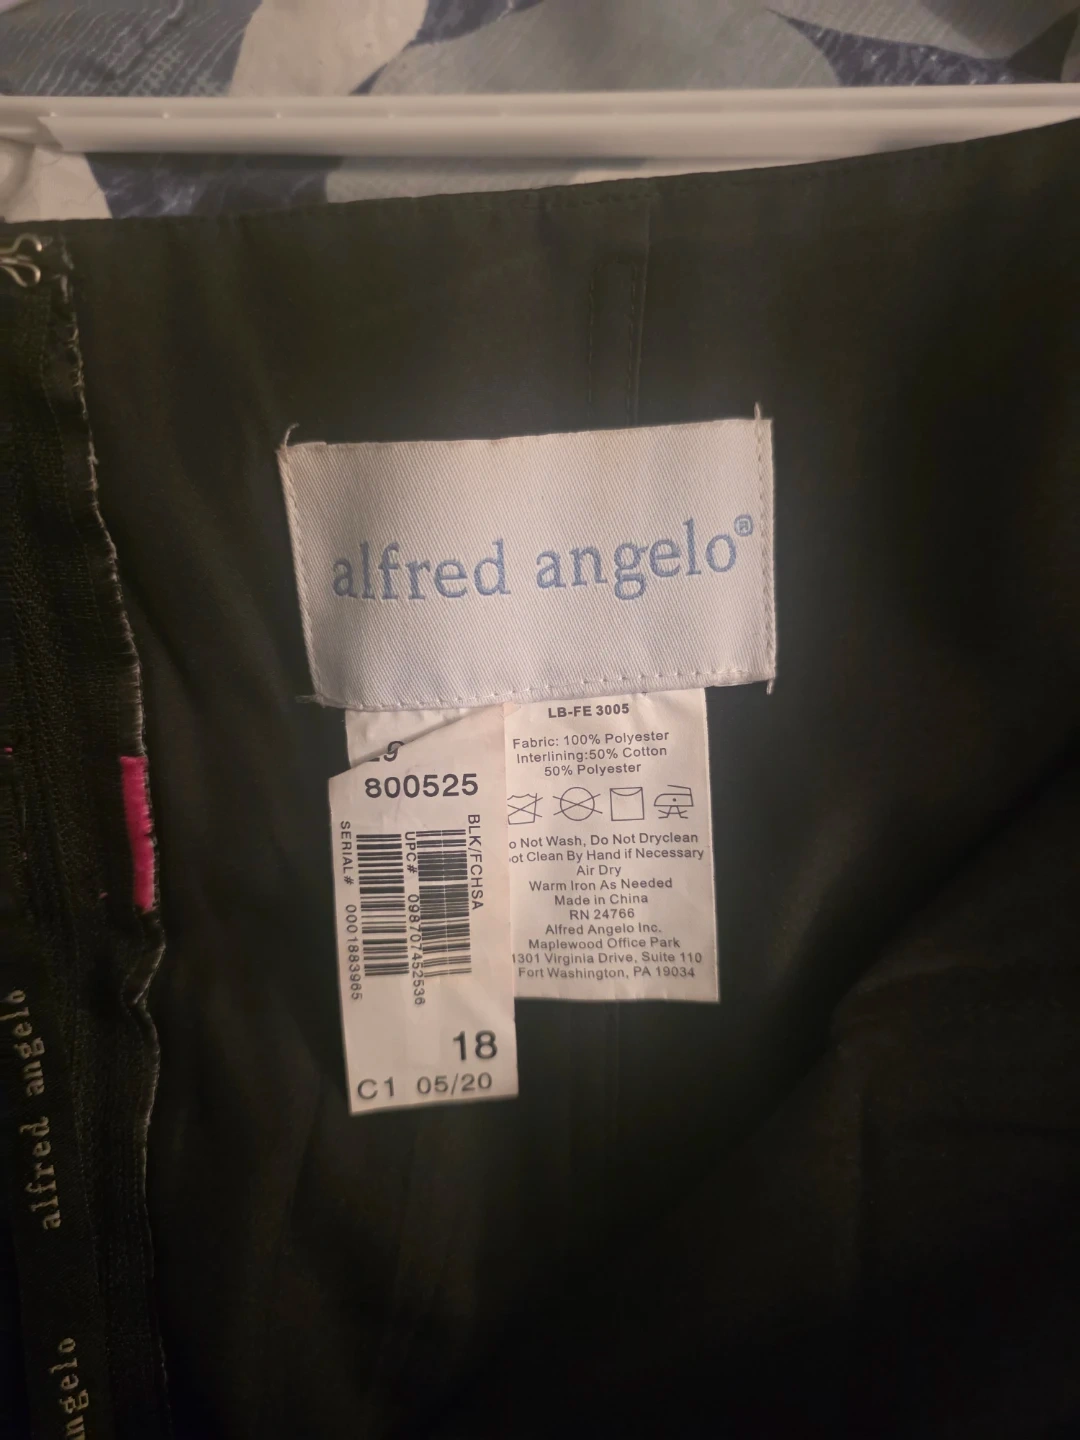 alfred angelo®
LB-FE 3005
Fabric: 100% Polyester
Interlining:50% Cotton
50% Polyester
o Not Wash, Do Not Dryclean
ot Clean By Hand if Necessary
Air Dry
Warm Iron As Needed
Made in China
RN 24766
Alfred Angelo Inc.
Maplewood Office Park
1301 Virginia Drive, Suite 110
Fort Washington, PA 19034
800525
BLK/FCHSA
UPC# 098707452536
SERIAL# 0001883965
18
C1 05/20
alfred angelo
ngelo